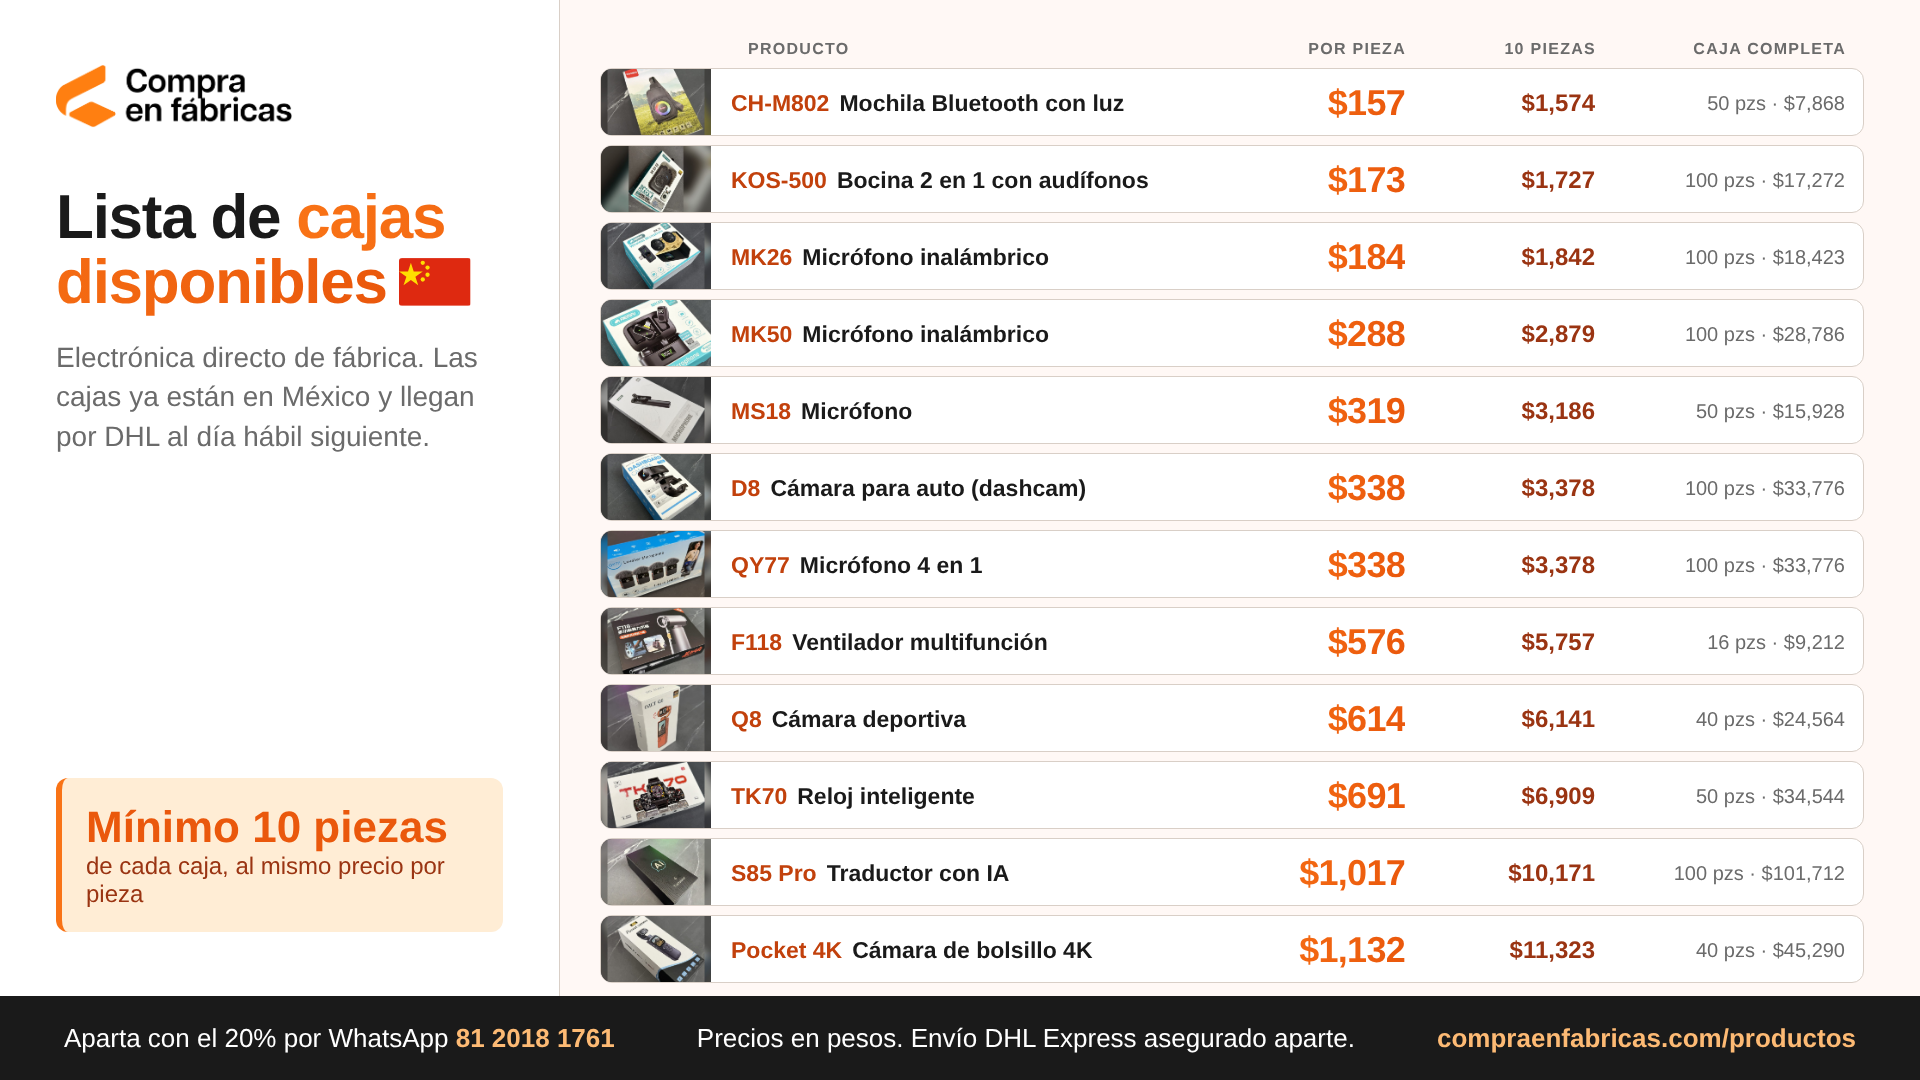 Compra
en fábricas
Lista de cajas
disponibles
Electrónica directo de fábrica. Las
cajas ya están en México y llegan
por DHL al día hábil siguiente.
Mínimo 10 piezas
de cada caja, al mismo precio por
pieza
PRODUCTO POR PIEZA 10 PIEZAS CAJA COMPLETA
CH-M802 Mochila Bluetooth con luz $157 $1,574 50 pzs · $7,868
KOS-500 Bocina 2 en 1 con audífonos $173 $1,727 100 pzs · $17,272
MK26 Micrófono inalámbrico $184 $1,842 100 pzs · $18,423
MK50 Micrófono inalámbrico $288 $2,879 100 pzs · $28,786
MS18 Micrófono $319 $3,186 50 pzs · $15,928
D8 Cámara para auto (dashcam) $338 $3,378 100 pzs · $33,776
QY77 Micrófono 4 en 1 $338 $3,378 100 pzs · $33,776
F118 Ventilador multifunción $576 $5,757 16 pzs · $9,212
Q8 Cámara deportiva $614 $6,141 40 pzs · $24,564
TK70 Reloj inteligente $691 $6,909 50 pzs · $34,544
S85 Pro Traductor con IA $1,017 $10,171 100 pzs · $101,712
Pocket 4K Cámara de bolsillo 4K $1,132 $11,323 40 pzs · $45,290
Aparta con el 20% por WhatsApp 81 2018 1761 Precios en pesos. Envío DHL Express asegurado aparte. compraenfabricas.com/productos